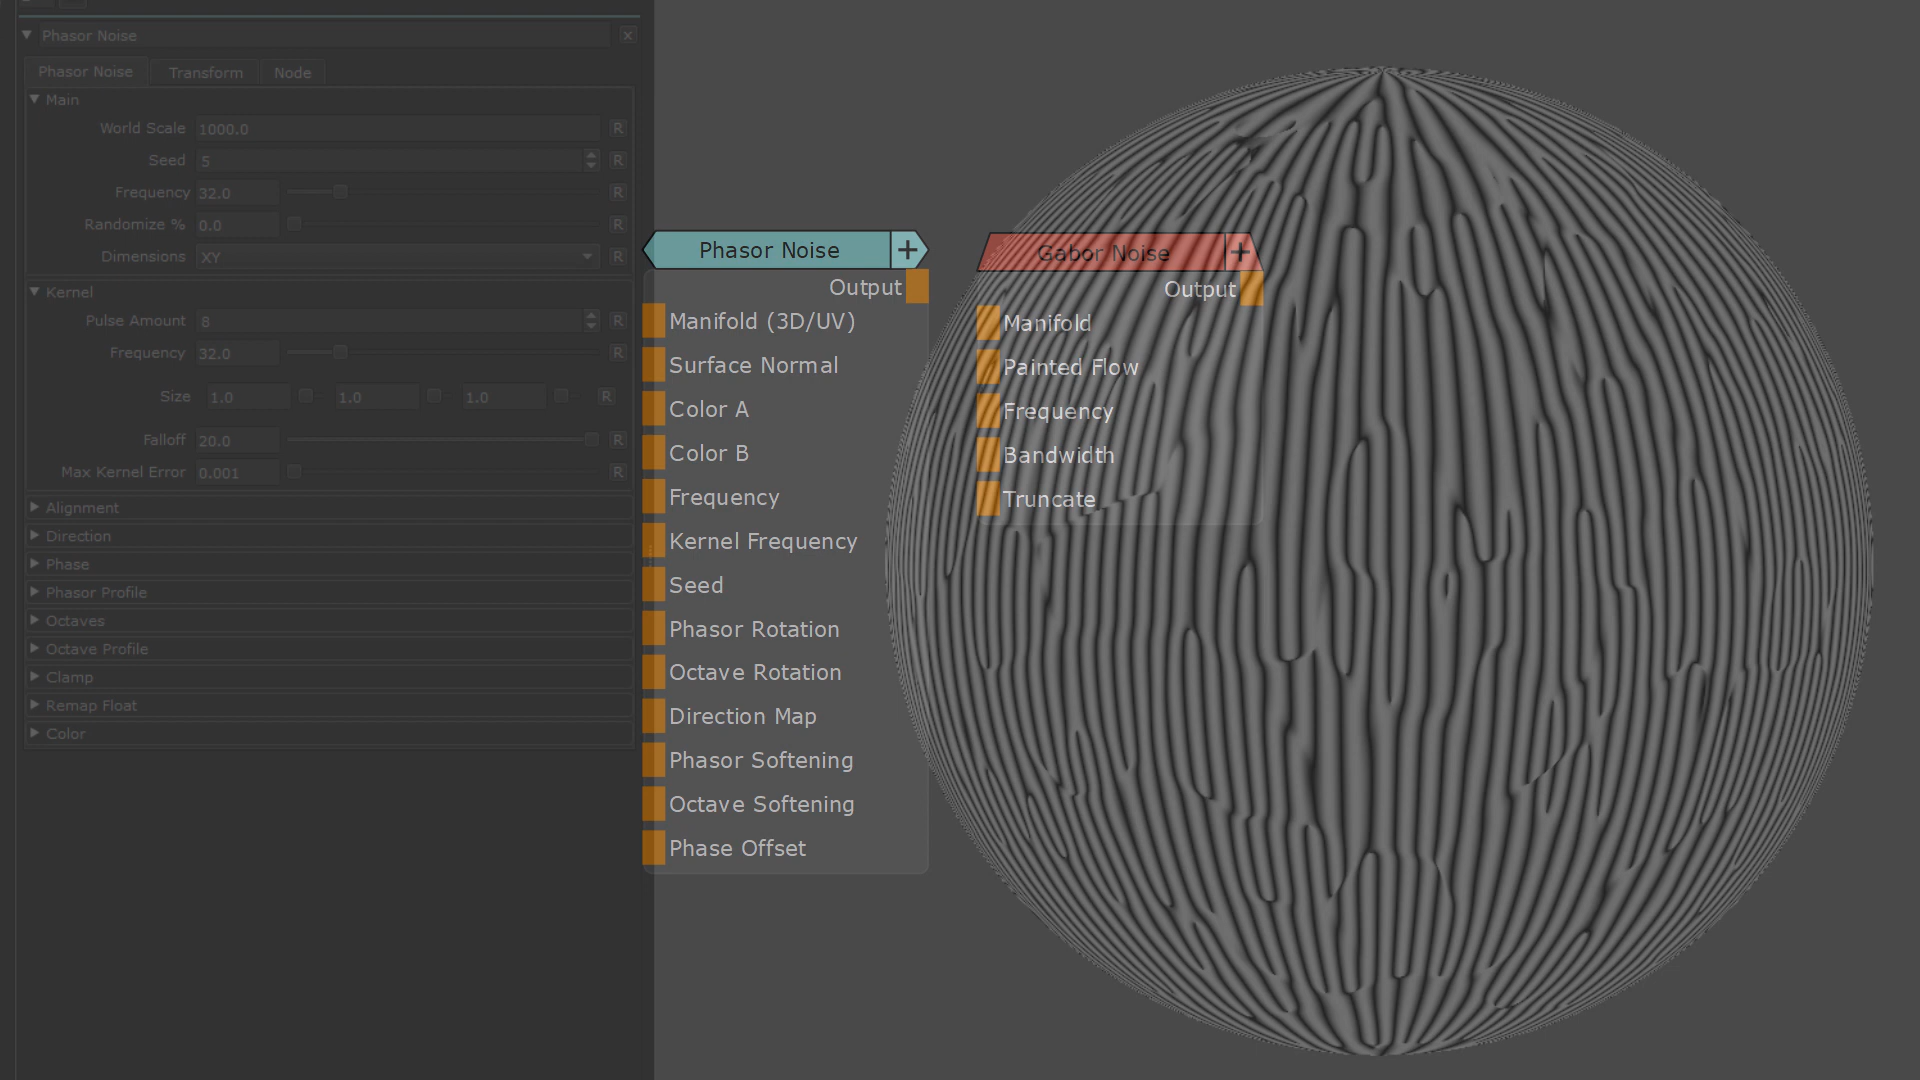 Phasor Noise
x
Phasor Noise Transform Node
Main
World Scale 1000.0 R
Seed 5 R
Frequency 32.0 R
Randomize % 0.0 R
Dimensions XY R
Kernel
Pulse Amount 8 R
Frequency 32.0 R
Size 1.0 1.0 1.0 R
Falloff 20.0 R
Max Kernel Error 0.001 R
Alignment
Direction
Phase
Phasor Profile
Octaves
Octave Profile
Clamp
Remap Float
Color
Phasor Noise +
Output
Manifold (3D/UV)
Surface Normal
Color A
Color B
Frequency
Kernel Frequency
Seed
Phasor Rotation
Octave Rotation
Direction Map
Phasor Softening
Octave Softening
Phase Offset
Gabor Noise +
Output
Manifold
Painted Flow
Frequency
Bandwidth
Truncate